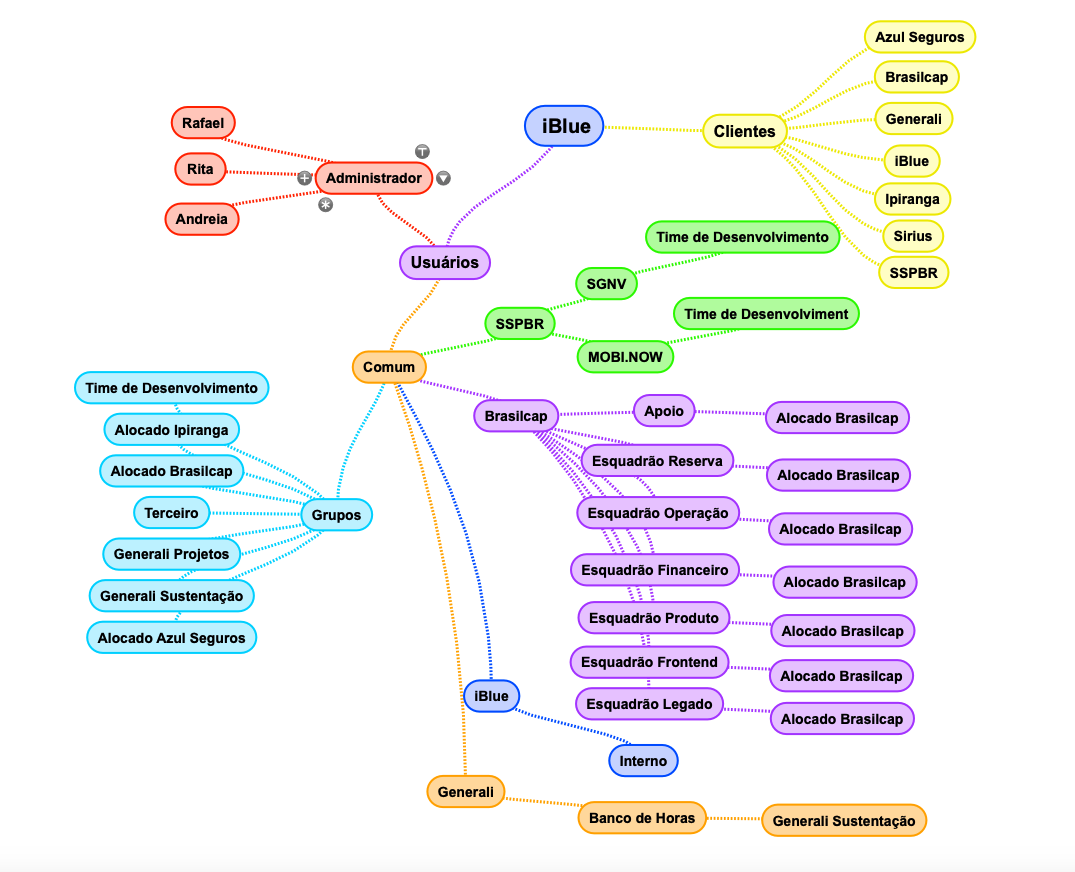 iBlue
Clientes
Azul Seguros
Brasilcap
Generali
iBlue
Ipiranga
Sirius
SSPBR
Usuários
Administrador
Rafael
Rita
Andreia
Comum
SSPBR
SGNV
Time de Desenvolvimento
MOBI.NOW
Time de Desenvolviment
Brasilcap
Apoio
Alocado Brasilcap
Esquadrão Reserva
Alocado Brasilcap
Esquadrão Operação
Alocado Brasilcap
Esquadrão Financeiro
Alocado Brasilcap
Esquadrão Produto
Alocado Brasilcap
Esquadrão Frontend
Alocado Brasilcap
Esquadrão Legado
Alocado Brasilcap
Grupos
Time de Desenvolvimento
Alocado Ipiranga
Alocado Brasilcap
Terceiro
Generali Projetos
Generali Sustentação
Alocado Azul Seguros
iBlue
Interno
Generali
Banco de Horas
Generali Sustentação